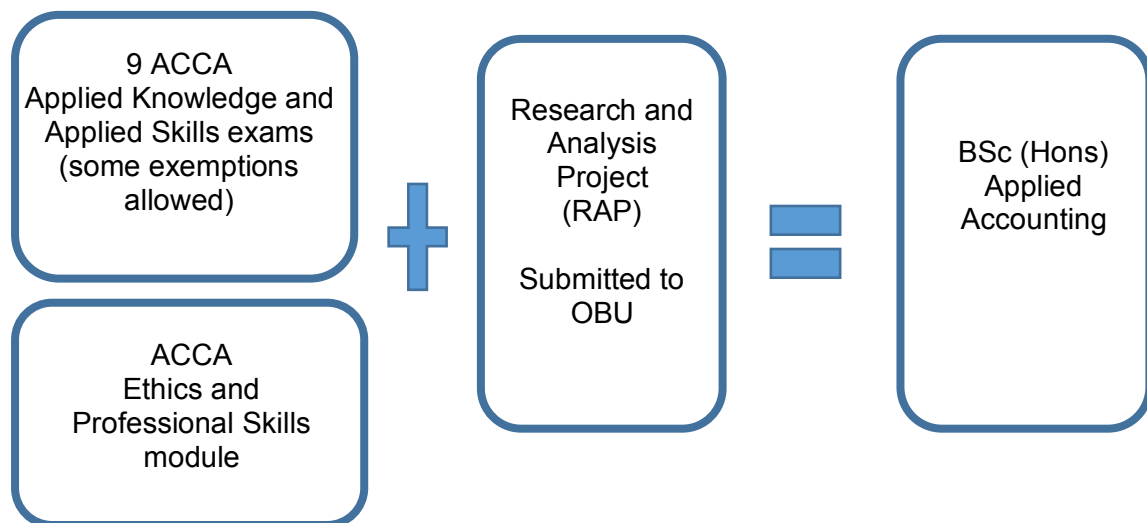 9 ACCA
Applied Knowledge and
Applied Skills exams
(some exemptions
allowed)
ACCA
Ethics and
Professional Skills
module
Research and
Analysis
Project
(RAP)
Submitted to
OBU
BSc (Hons)
Applied
Accounting